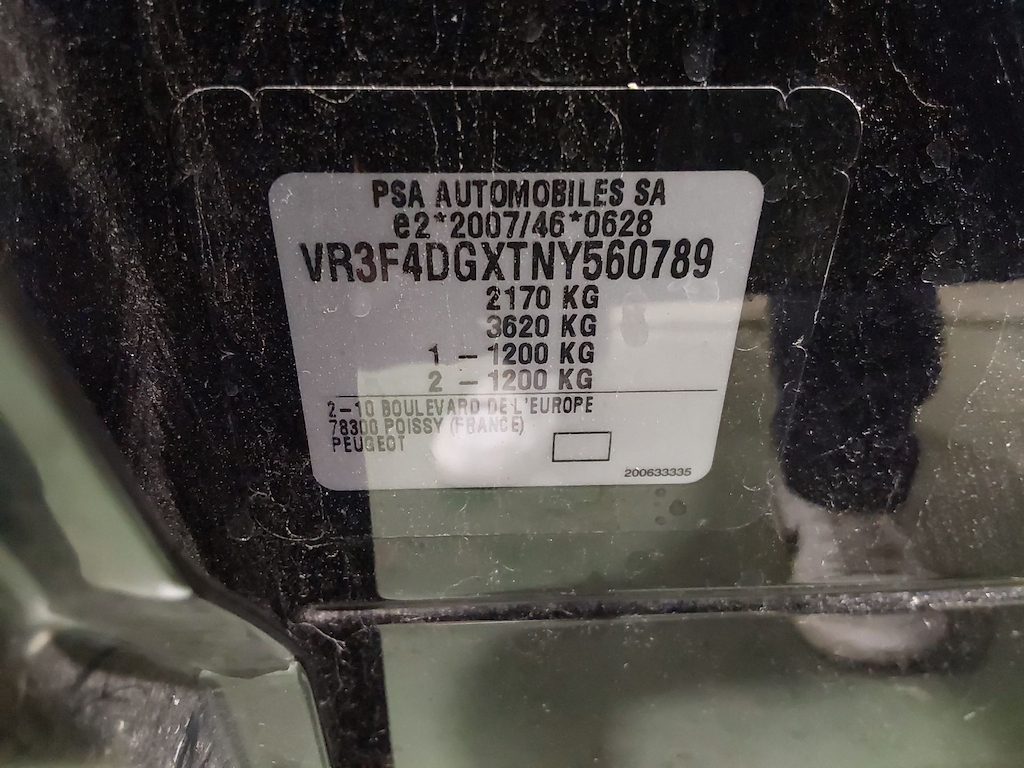 PSA AUTOMOBILES SA
e2*2007/46*0628
VR3F4DGXTNY560789
2170 KG
3620 KG
1 – 1200 KG
2 – 1200 KG
2–10 BOULEVARD DE L'EUROPE
78300 POISSY (FRANCE)
PEUGEOT
200633335